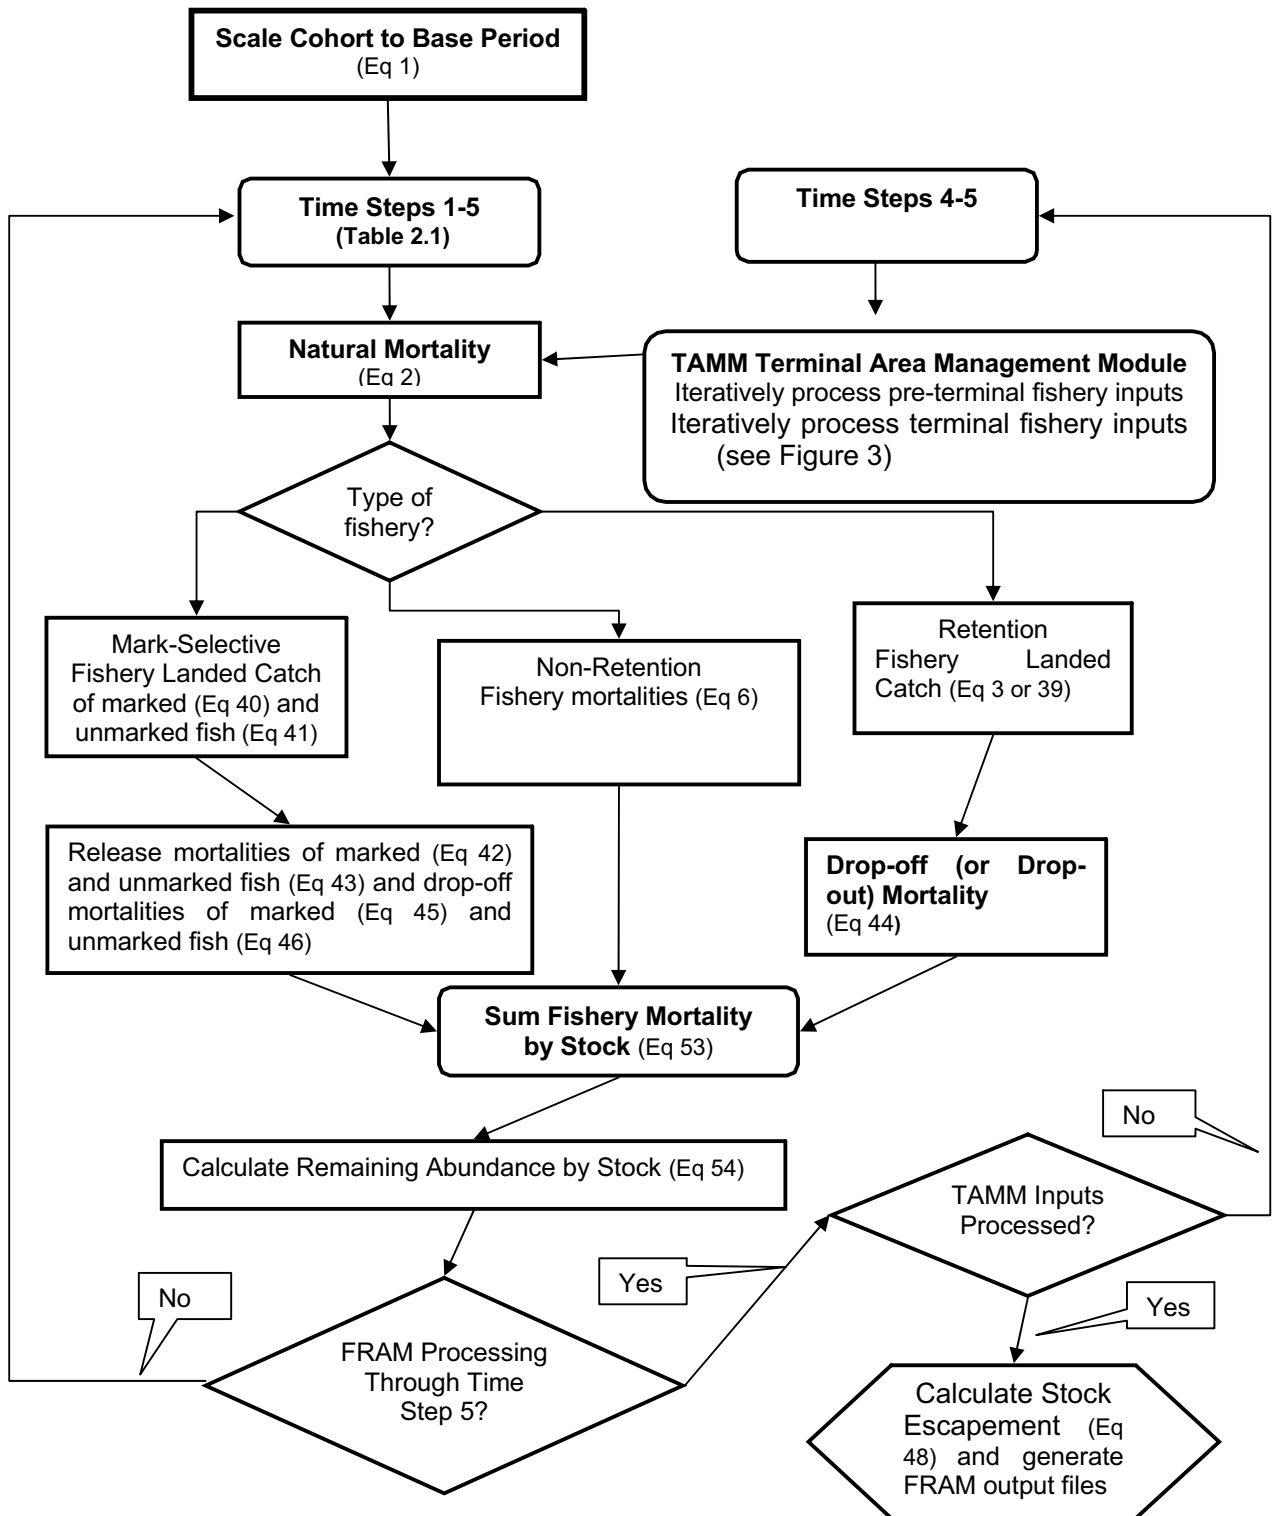 Scale Cohort to Base Period
(Eq 1)
Time Steps 1-5
(Table 2.1)
Time Steps 4-5
Natural Mortality
(Eq 2)
TAMM Terminal Area Management Module
Iteratively process pre-terminal fishery inputs
Iteratively process terminal fishery inputs
(see Figure 3)
Type of
fishery?
Mark-Selective
Fishery Landed Catch
of marked (Eq 40) and
unmarked fish (Eq 41)
Non-Retention
Fishery mortalities (Eq 6)
Retention
Fishery Landed
Catch (Eq 3 or 39)
Release mortalities of marked (Eq 42)
and unmarked fish (Eq 43) and drop-off
mortalities of marked (Eq 45) and
unmarked fish (Eq 46)
Drop-off (or Drop-
out) Mortality
(Eq 44)
Sum Fishery Mortality
by Stock (Eq 53)
Calculate Remaining Abundance by Stock (Eq 54)
No
TAMM Inputs
Processed?
Yes
No
Yes
FRAM Processing
Through Time
Step 5?
Calculate Stock
Escapement (Eq
48) and generate
FRAM output files